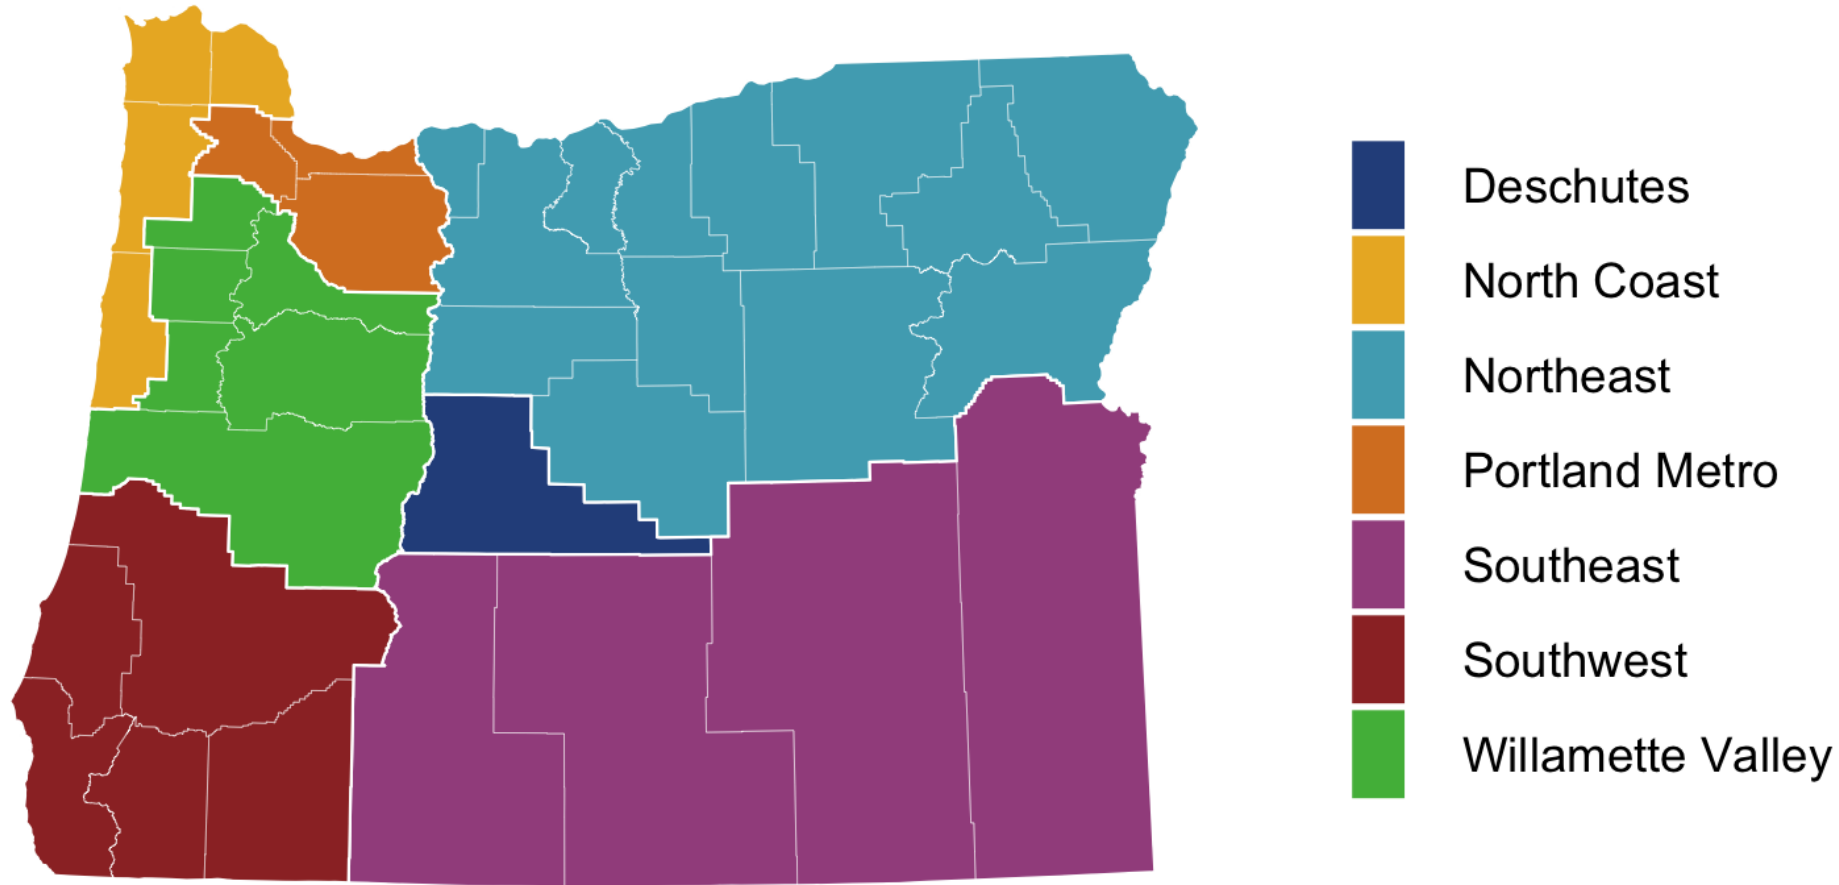 Deschutes
North Coast
Northeast
Portland Metro
Southeast
Southwest
Willamette Valley